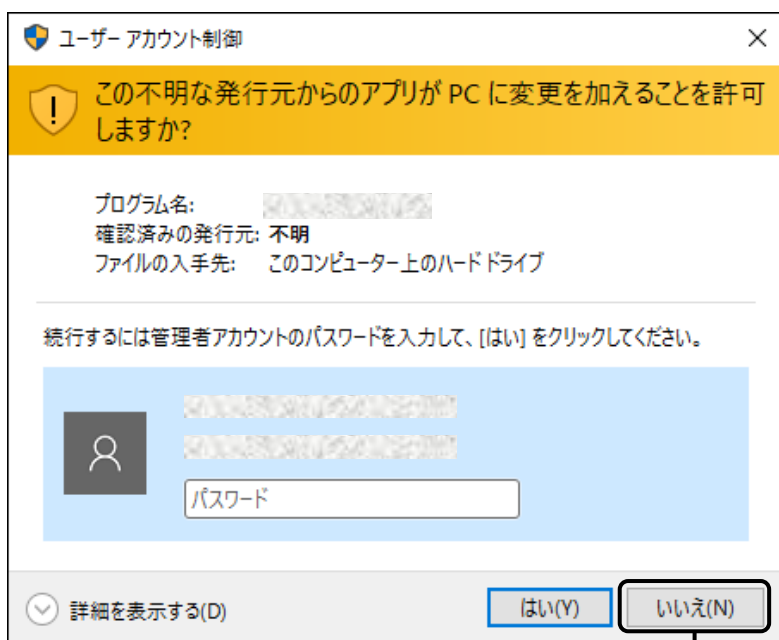 ユーザー アカウント制御
この不明な発行元からのアプリが PC に変更を加えることを許可
しますか?
プログラム名:
確認済みの発行元: 不明
ファイルの入手先: このコンピューター上のハード ドライブ
続行するには管理者アカウントのパスワードを入力して、[はい] をクリックしてください。
パスワード
詳細を表示する(D)
はい(Y)
いいえ(N)